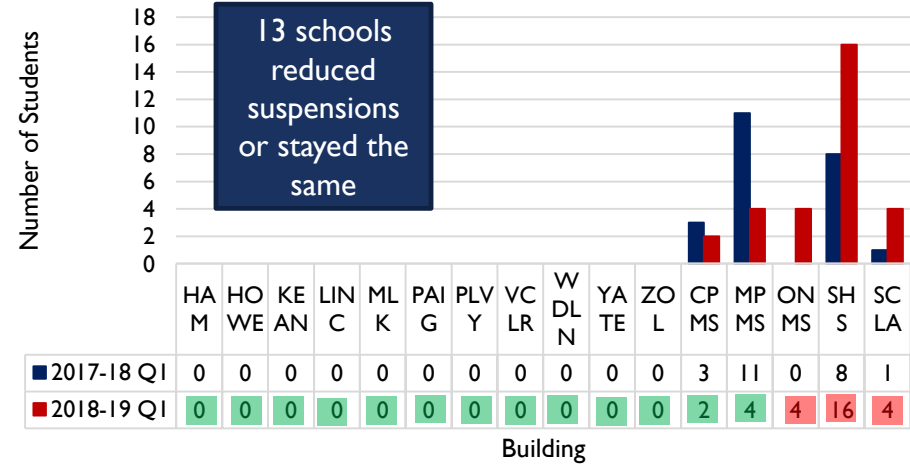 Number of Students
18
16
14
12
10
8
6
4
2
0
13 schools
reduced
suspensions
or stayed the
same
HA HO KE LIN ML PAI PLV VC W YA ZO CP MP ON SH SC
M WE AN C K G Y LR DL TE L MS MS MS S LA
N
2017-18 Q1 0 0 0 0 0 0 0 0 0 0 0 3 11 0 8 1
2018-19 Q1 0 0 0 0 0 0 0 0 0 0 0 2 4 4 16 4
Building